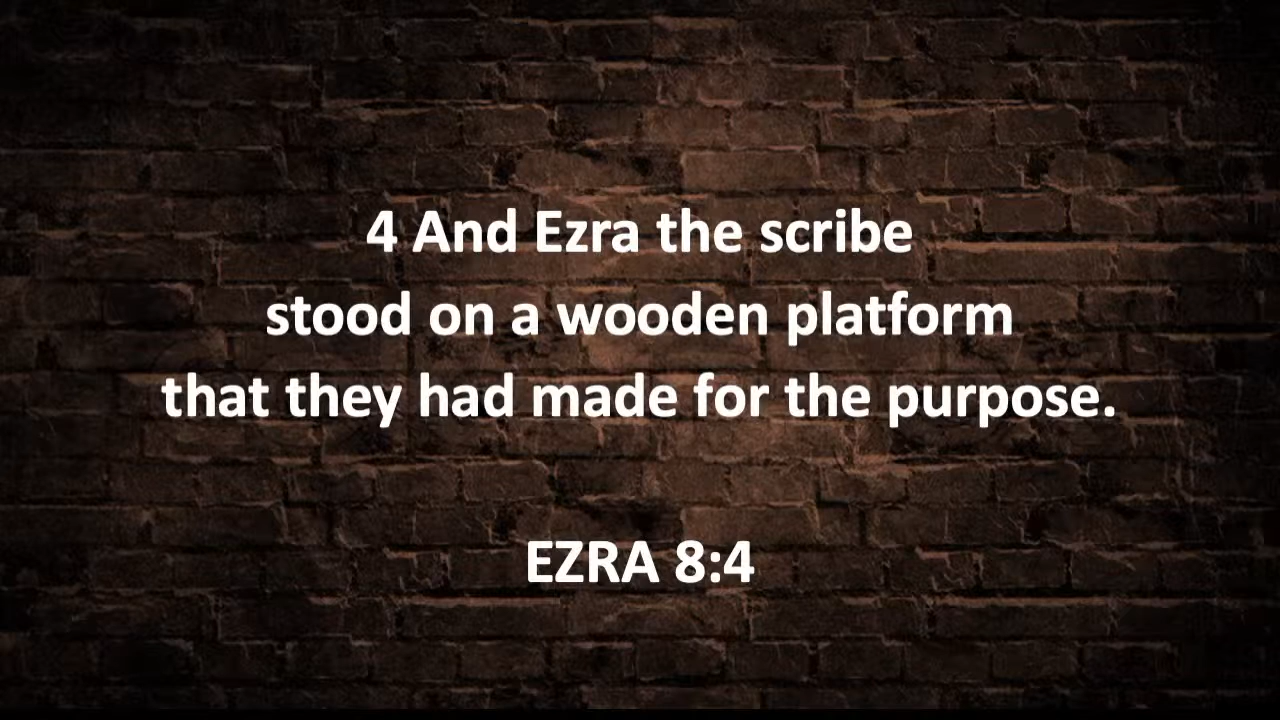 4 And Ezra the scribe
stood on a wooden platform
that they had made for the purpose.
EZRA 8:4